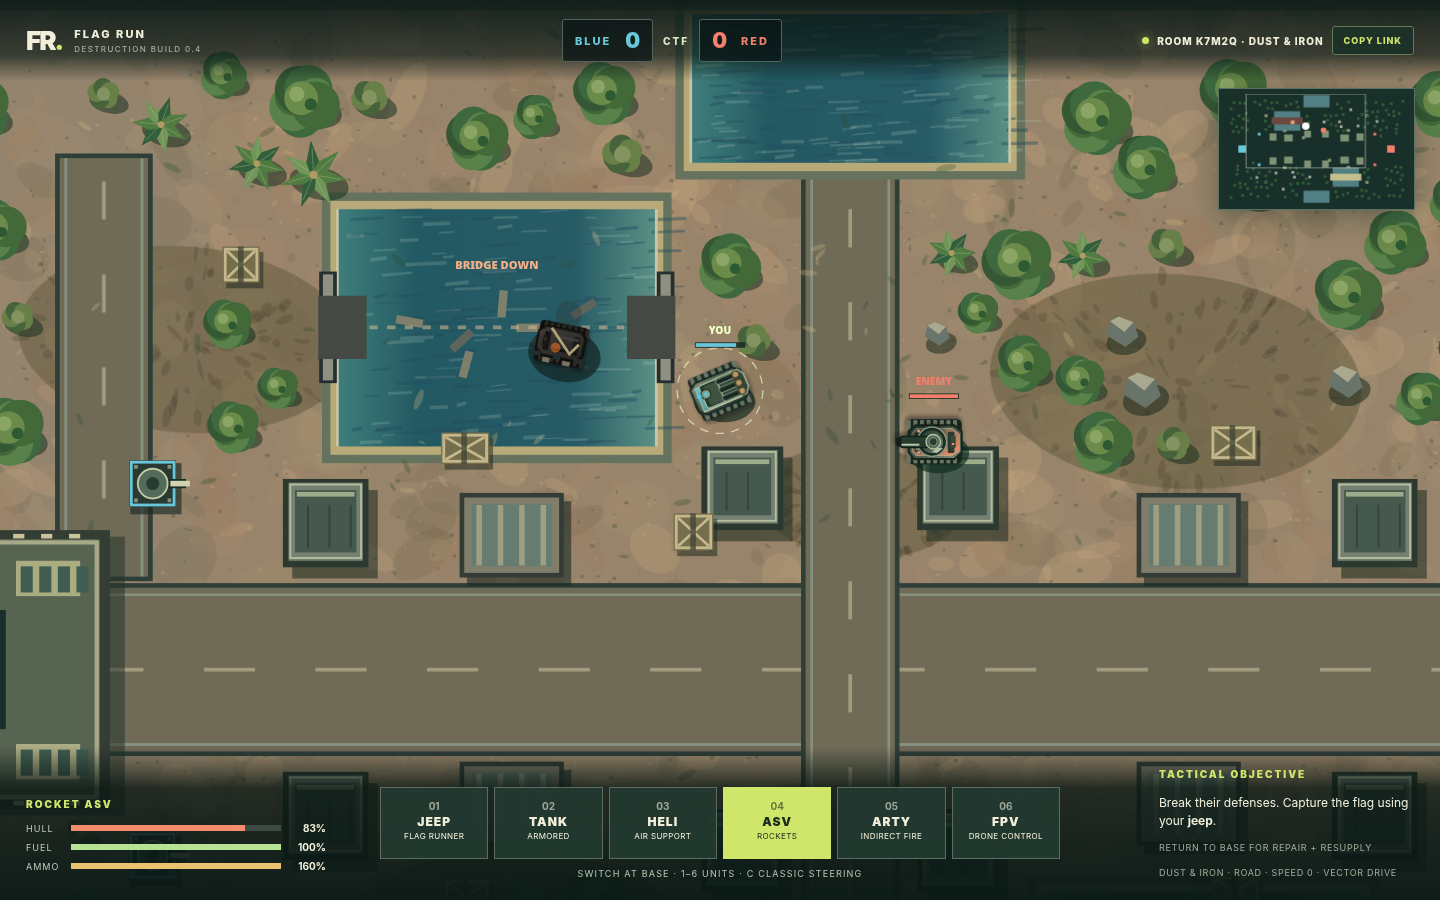 FR.
FLAG RUN
DESTRUCTION BUILD 0.4
BLUE 0 CTF 0 RED
ROOM K7M2Q · DUST & IRON
COPY LINK
BRIDGE DOWN
YOU
ENEMY
ROCKET ASV
HULL 83%
FUEL 100%
AMMO 160%
01
JEEP
FLAG RUNNER
02
TANK
ARMORED
03
HELI
AIR SUPPORT
04
ASV
ROCKETS
05
ARTY
INDIRECT FIRE
06
FPV
DRONE CONTROL
SWITCH AT BASE · 1–6 UNITS · C CLASSIC STEERING
TACTICAL OBJECTIVE
Break their defenses. Capture the flag using
your jeep.
RETURN TO BASE FOR REPAIR + RESUPPLY
DUST & IRON · ROAD · SPEED 0 · VECTOR DRIVE